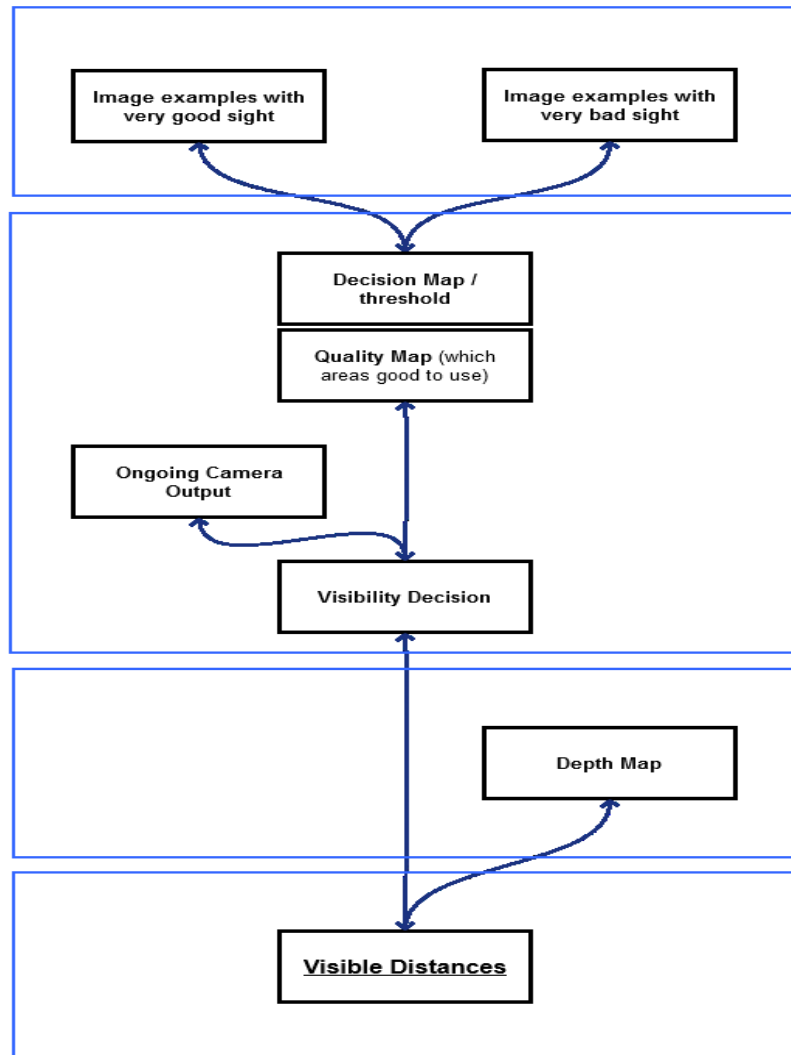 Image examples with
very good sight
Image examples with
very bad sight
Decision Map /
threshold
Quality Map (which
areas good to use)
Ongoing Camera
Output
Visibility Decision
Depth Map
Visible Distances